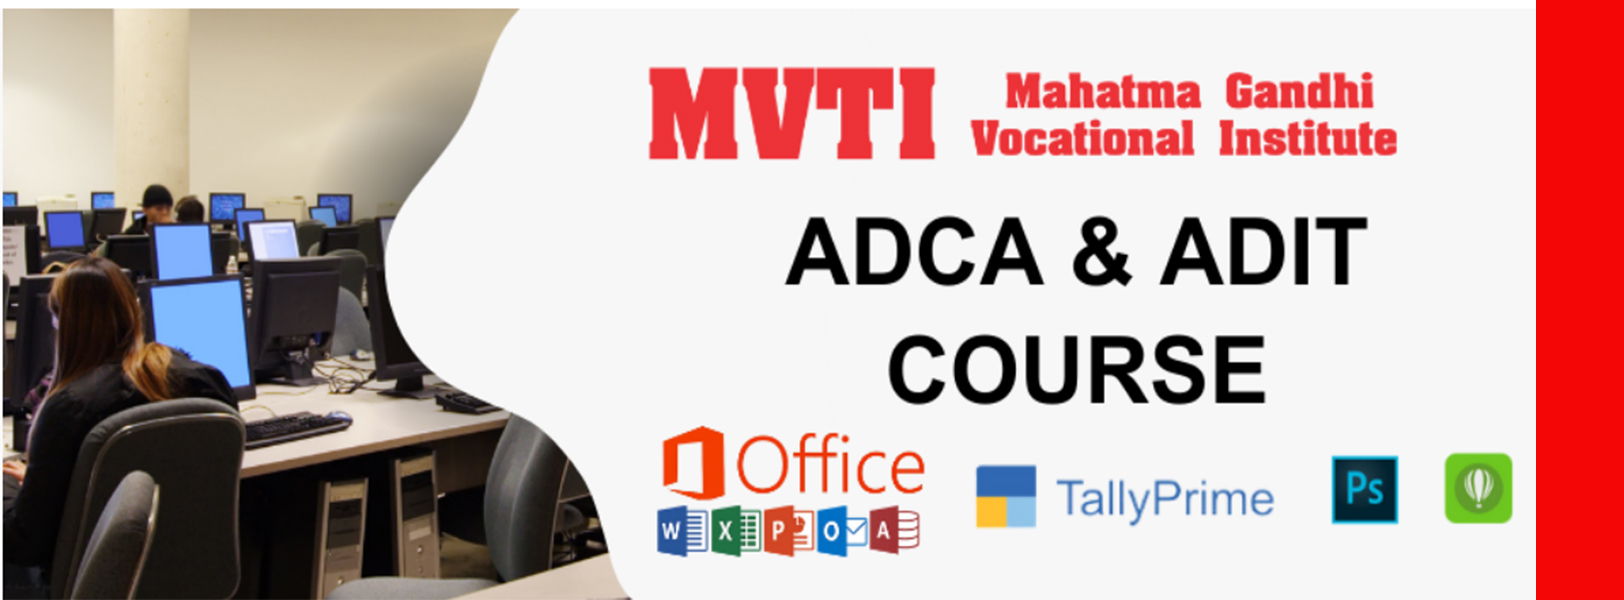 MVTI
Mahatma Gandhi
Vocational Institute
ADCA & ADIT
COURSE
Office
W X P O A
TallyPrime
Ps